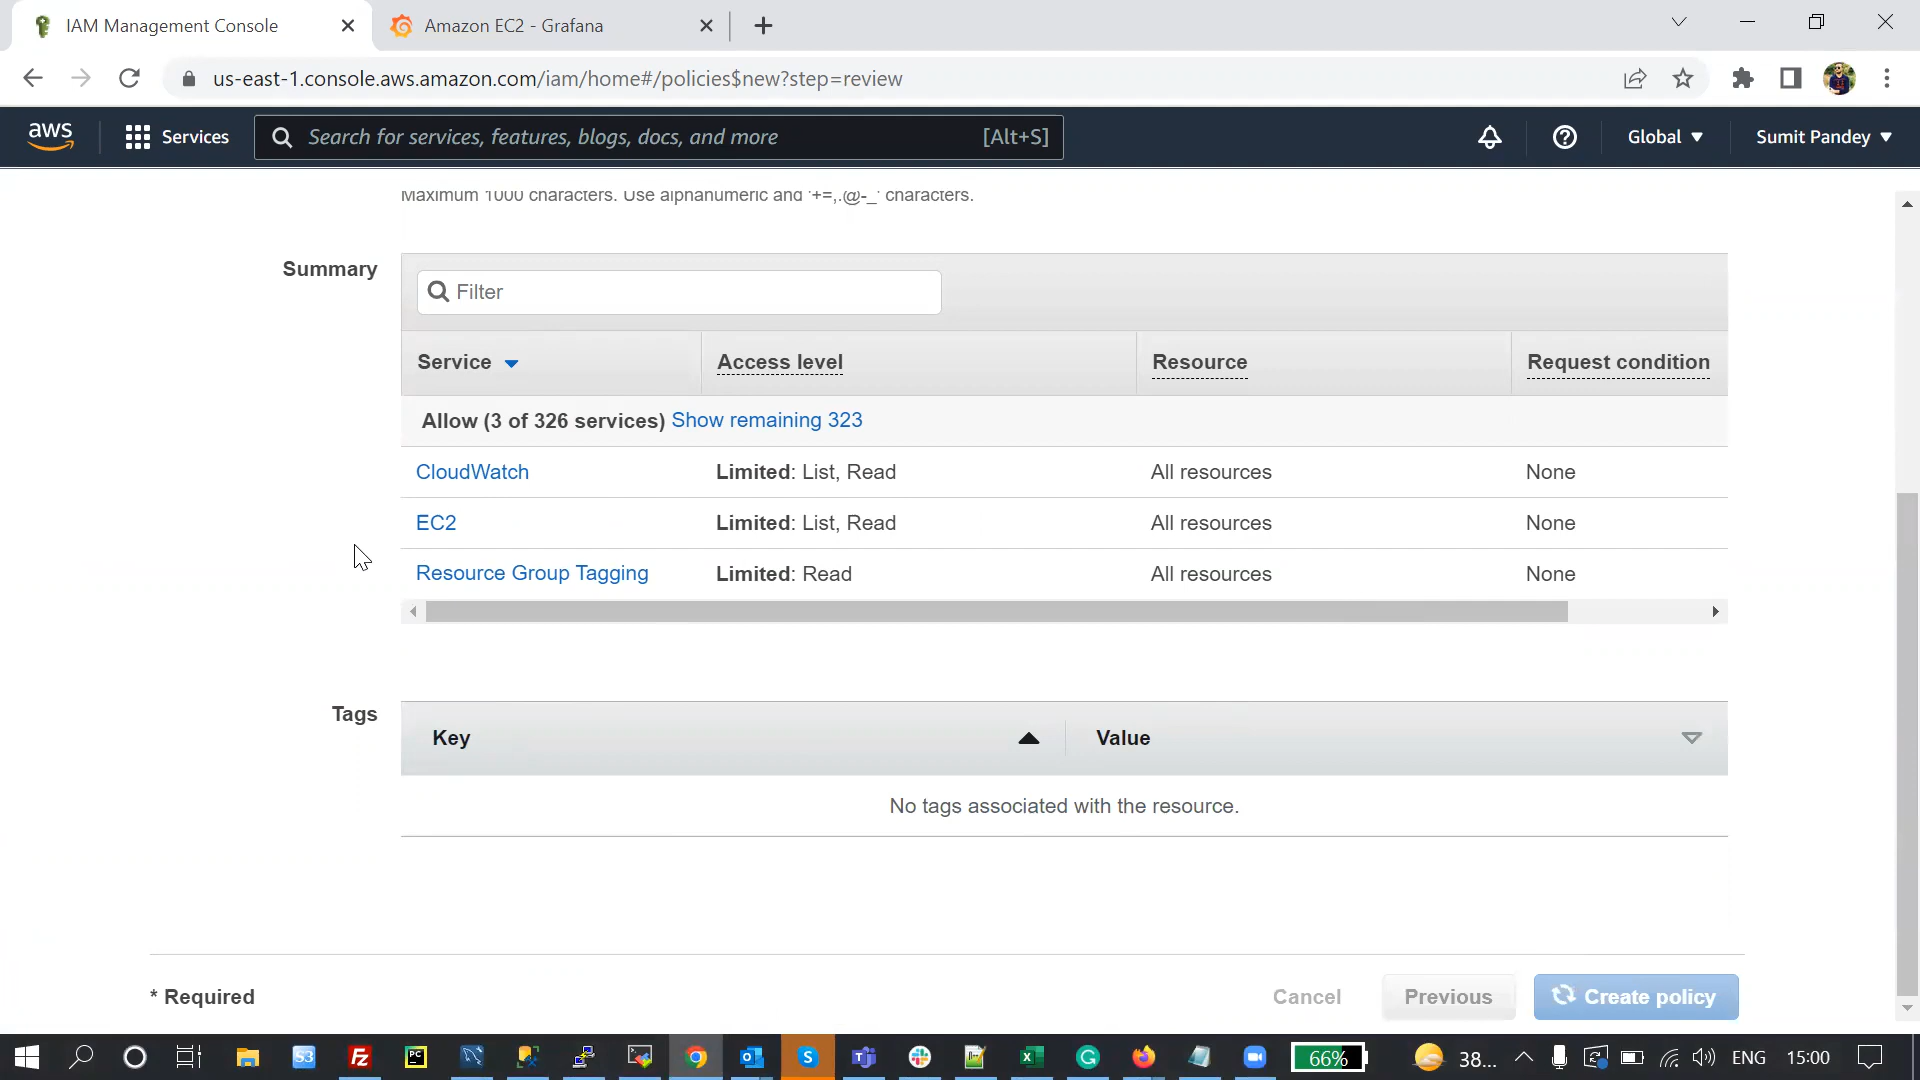 IAM Management Console
Amazon EC2 - Grafana
us-east-1.console.aws.amazon.com/iam/home#/policies$new?step=review
aws
Services
Search for services, features, blogs, docs, and more
[Alt+S]
Global
Sumit Pandey
Maximum 1000 characters. Use alphanumeric and '+=,.@-_' characters.
Summary
Filter
Service
Access level
Resource
Request condition
Allow (3 of 326 services) Show remaining 323
CloudWatch
Limited: List, Read
All resources
None
EC2
Limited: List, Read
All resources
None
Resource Group Tagging
Limited: Read
All resources
None
Tags
Key
Value
No tags associated with the resource.
* Required
Cancel
Previous
Create policy
66%
38...
ENG
15:00